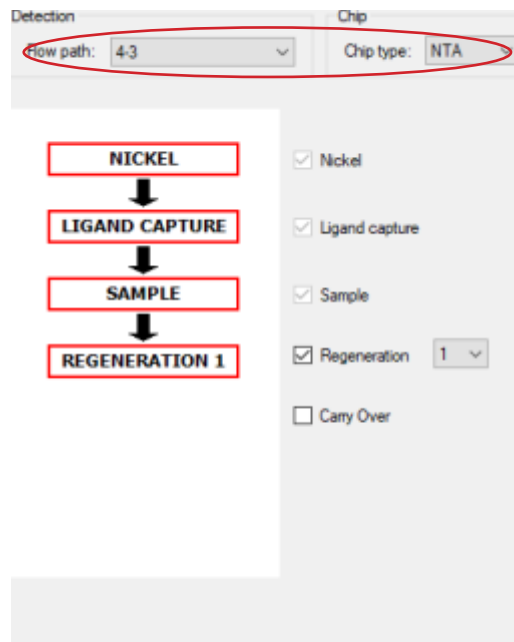 Detection
Chip
Flow path: 4-3
Chip type: NTA
NICKEL
Nickel
LIGAND CAPTURE
Ligand capture
SAMPLE
Sample
REGENERATION 1
Regeneration 1
Carry Over